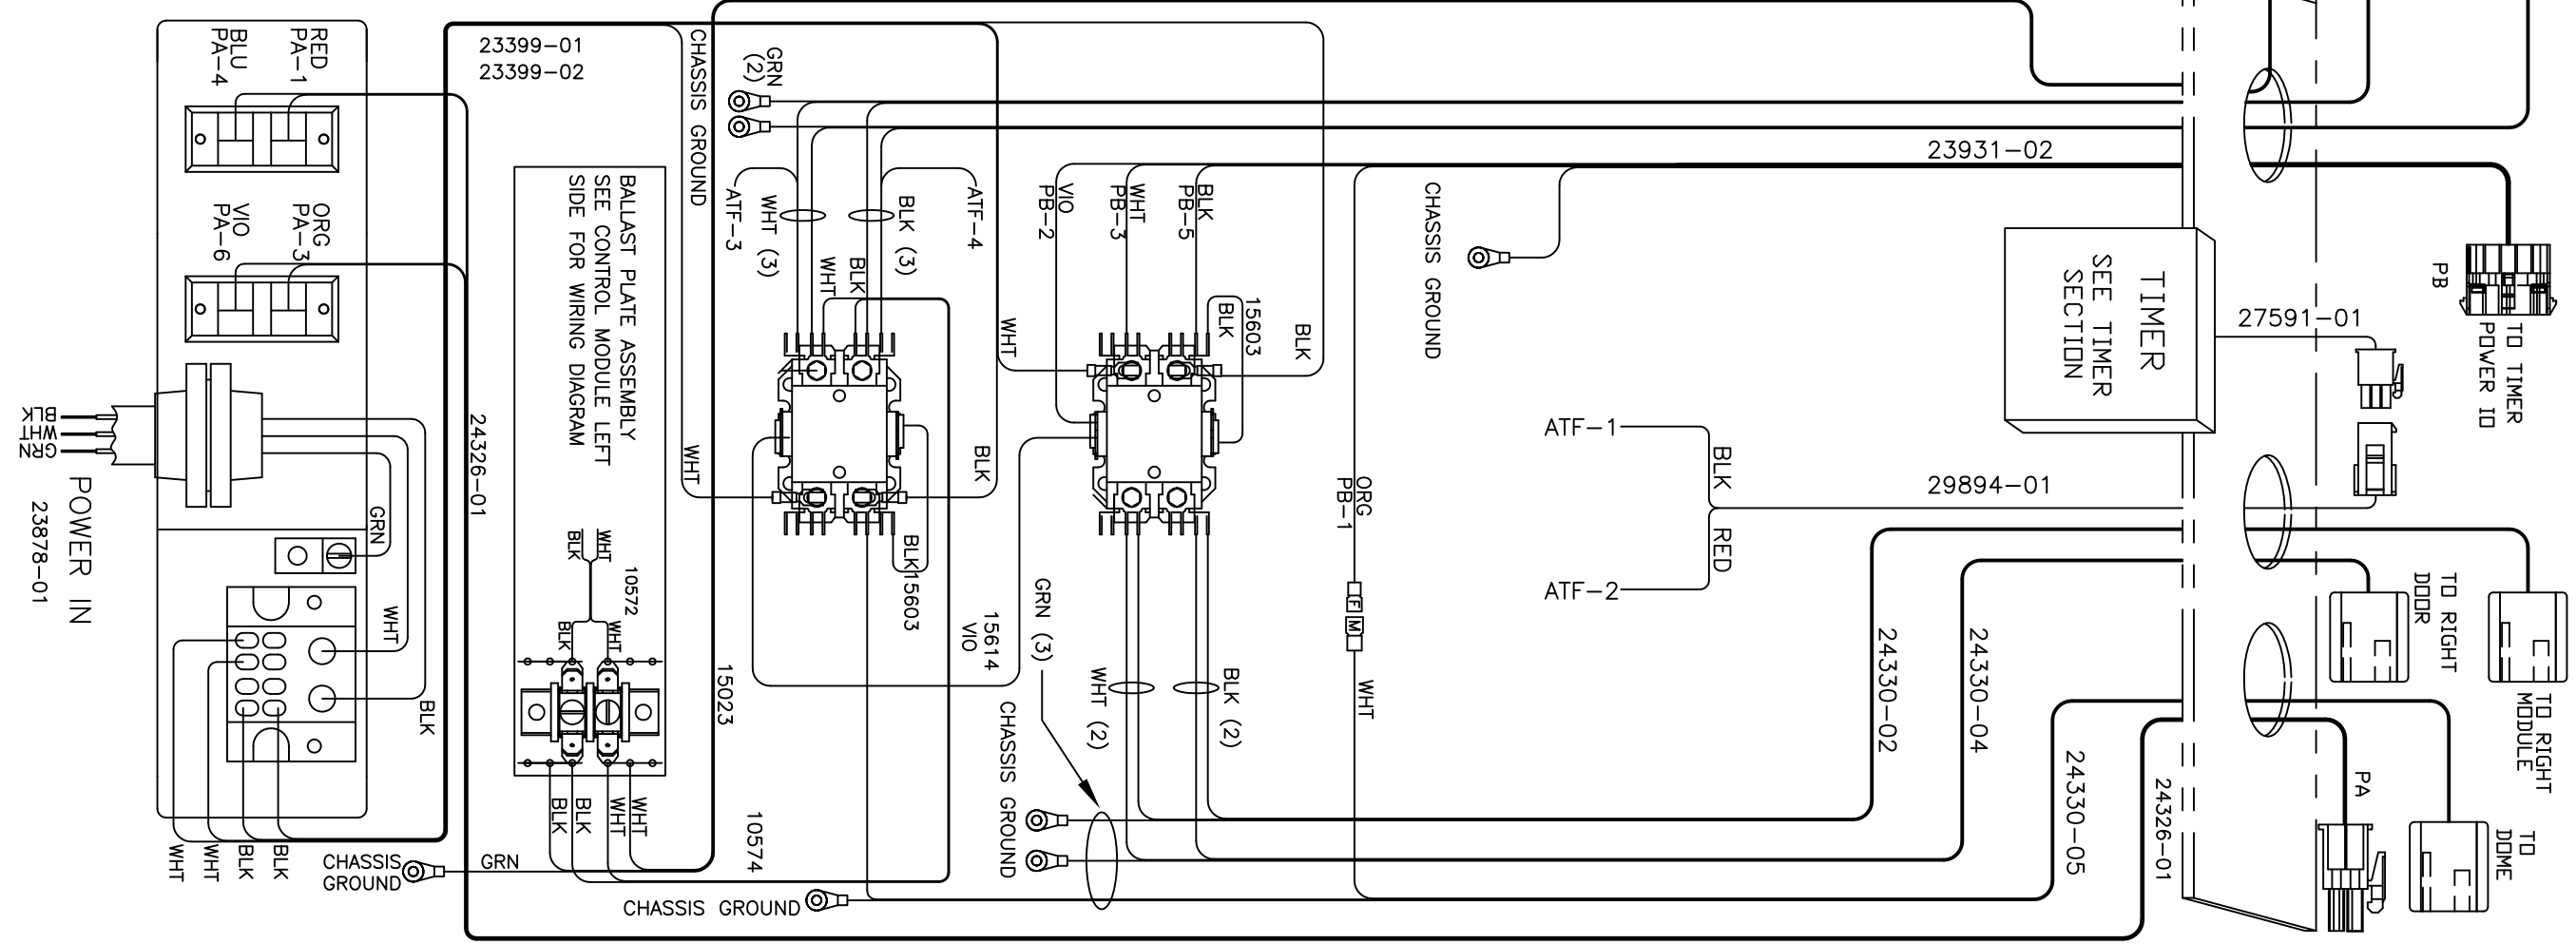 RED
PA-1
BLU
PA-4
ORG
PA-3
VIO
PA-6
BLK
WHT
GRN
POWER IN
23878-01
GRN
WHT
BLK
WHT
WHT
BLK
BLK
CHASSIS
GROUND
GRN
24326-01
23399-01
23399-02
BALLAST PLATE ASSEMBLY
SEE CONTROL MODULE LEFT
SIDE FOR WIRING DIAGRAM
WHT
BLK
10572
WHT
BLK
BLK
BLK
WHT
WHT
15023
10574
CHASSIS GROUND
CHASSIS GROUND
GRN
(2)
ATF-3
WHT (3)
WHT
BLK
BLK (3)
ATF-4
WHT
WHT
BLK
BLK
15603
15614
VIO
VIO
PB-2
WHT
PB-3
BLK
PB-5
15603
BLK
BLK
GRN (3)
CHASSIS GROUND
WHT (2)
BLK (2)
CHASSIS GROUND
ORG
PB-1
F
M
WHT
ATF-1
BLK
RED
ATF-2
23931-02
29894-01
TIMER
SEE TIMER
SECTION
27591-01
PB
TO TIMER
POWER IO
24330-02
24330-04
24330-05
24326-01
TO RIGHT
DOOR
TO RIGHT
MODULE
PA
TO
DOME